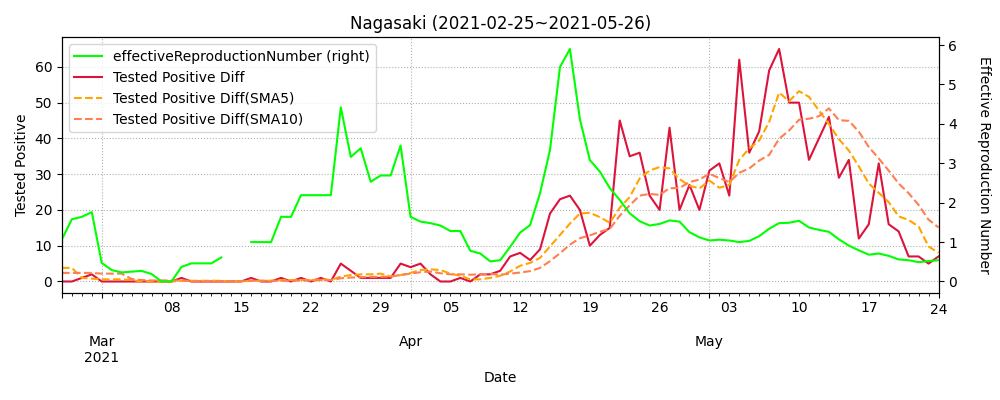 Nagasaki (2021-02-25~2021-05-26)
effectiveReproductionNumber (right)
Tested Positive Diff
Tested Positive Diff(SMA5)
Tested Positive Diff(SMA10)
Tested Positive
60
50
40
30
20
10
0
Effective Reproduction Number
6
5
4
3
2
1
0
08 15 22 29 05 12 19 26 03 10 17 24
Mar Apr May
2021
Date